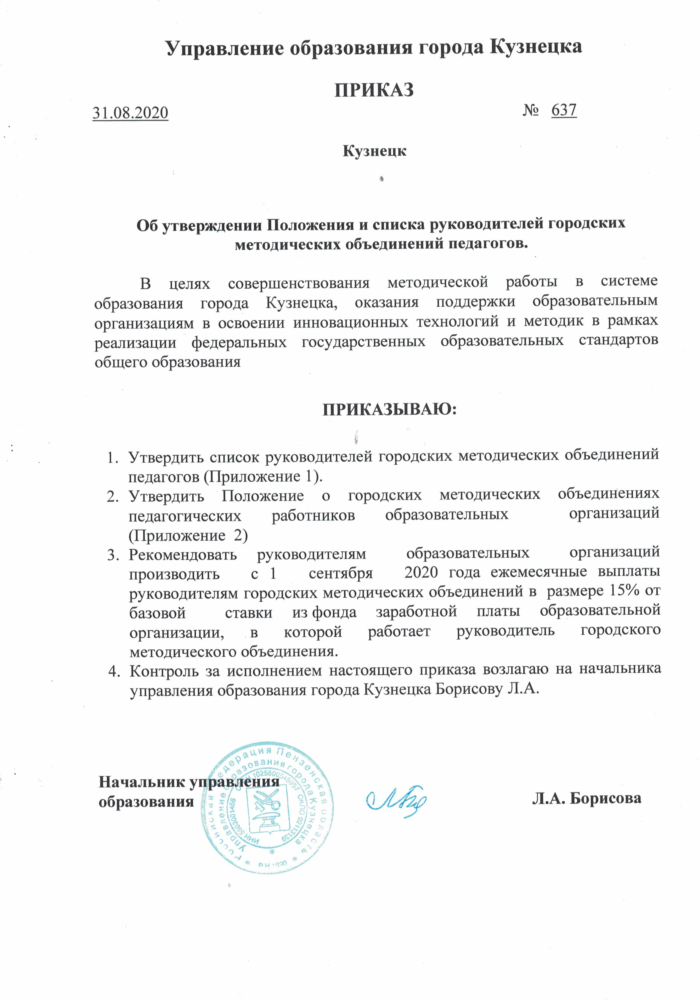 Управление образования города Кузнецка
ПРИКАЗ
31.08.2020 № 637
Кузнецк
Об утверждении Положения и списка руководителей городских
методических объединений педагогов.
В целях совершенствования методической работы в системе
образования города Кузнецка, оказания поддержки образовательным
организациям в освоении инновационных технологий и методик в рамках
реализации федеральных государственных образовательных стандартов
общего образования
ПРИКАЗЫВАЮ:
1. Утвердить список руководителей городских методических объединений
педагогов (Приложение 1).
2. Утвердить Положение о городских методических объединениях
педагогических работников образовательных организаций
(Приложение 2)
3. Рекомендовать руководителям образовательных организаций
производить с 1 сентября 2020 года ежемесячные выплаты
руководителям городских методических объединений в размере 15% от
базовой ставки из фонда заработной платы образовательной
организации, в которой работает руководитель городского
методического объединения.
4. Контроль за исполнением настоящего приказа возлагаю на начальника
управления образования города Кузнецка Борисову Л.А.
Начальник управления
образования Л.А. Борисова
Российская Федерация Пензенская область
Управление образования города Кузнецка
ИНН 5803001466 ОГРН 1025800545957 ОКПО 02113139